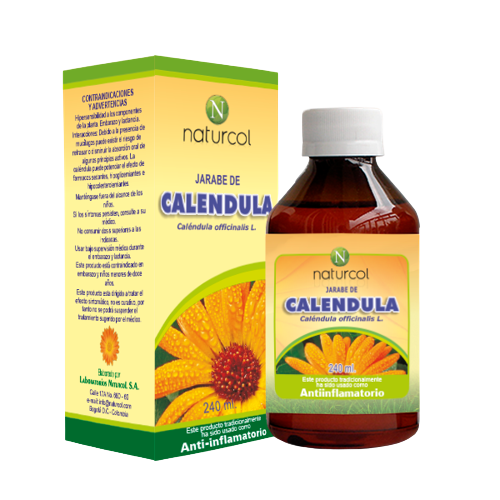 CONTRAINDICACIONES
Y ADVERTENCIAS
Hipersensibilidad a los componentes
de la planta. Embarazo y lactancia.
Interacciones: Debido a la presencia de
mucílagos puede existir el riesgo de
retrasar o disminuir la absorción oral de
algunos principios activos. La
caléndula puede potenciar el efecto de
fármacos sedantes, hipoglicemiantes e
Manténgase fuera del alcance de los
niños.
Si los síntomas persisten, consulte a su
médico.
No consumir dosis superiores a las
indicadas.
Usar bajo supervisión médica durante
el embarazo y lactancia.
Este producto está contraindicado en
embarazo y niños menores de doce
años.
Este producto esta dirigido a tratar el
efecto sintomático, no es curativo, por
tanto no se podrá suspender el
tratamiento sugerido por el médico.
Elaborado por
Laboratorios Naturcol S.A.
Bogotá D.C.- Colombia
N
naturcol
JARABE DE
CALENDULA
Caléndula officinalis L.
240 ml.
Este producto tradicionalmente
ha sido usado como
Anti-inflamatorio
N
naturcol
JARABE DE
CALENDULA
Caléndula officinalis L.
240 ml.
Este producto tradicionalmente
ha sido usado como
Antiinflamatorio